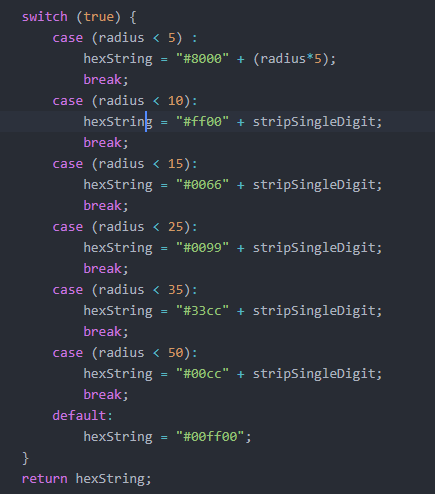 switch (true) {
case (radius < 5) :
hexString = "#8000" + (radius*5);
break;
case (radius < 10):
hexString = "#ff00" + stripSingleDigit;
break;
case (radius < 15):
hexString = "#0066" + stripSingleDigit;
break;
case (radius < 25):
hexString = "#0099" + stripSingleDigit;
break;
case (radius < 35):
hexString = "#33cc" + stripSingleDigit;
break;
case (radius < 50):
hexString = "#00cc" + stripSingleDigit;
break;
default:
hexString = "#00ff00";
}
return hexString;